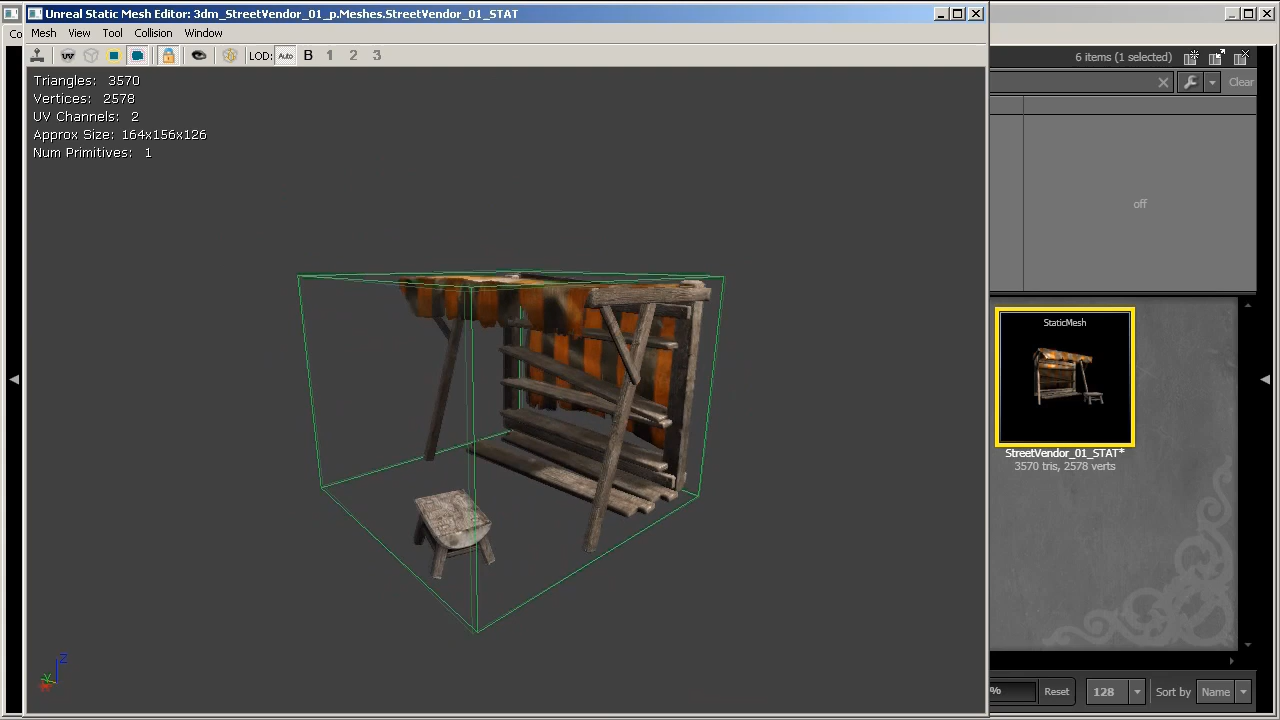 Unreal Static Mesh Editor: 3dm_StreetVendor_01_p.Meshes.StreetVendor_01_STAT
Co
Mesh View Tool Collision Window
LOD: Auto B 1 2 3
6 items (1 selected)
Clear
Triangles: 3570
Vertices: 2578
UV Channels: 2
Approx Size: 164x156x126
Num Primitives: 1
off
StaticMesh
StreetVendor_01_STAT*
3570 tris, 2578 verts
Z
Y
% Reset 128 Sort by Name